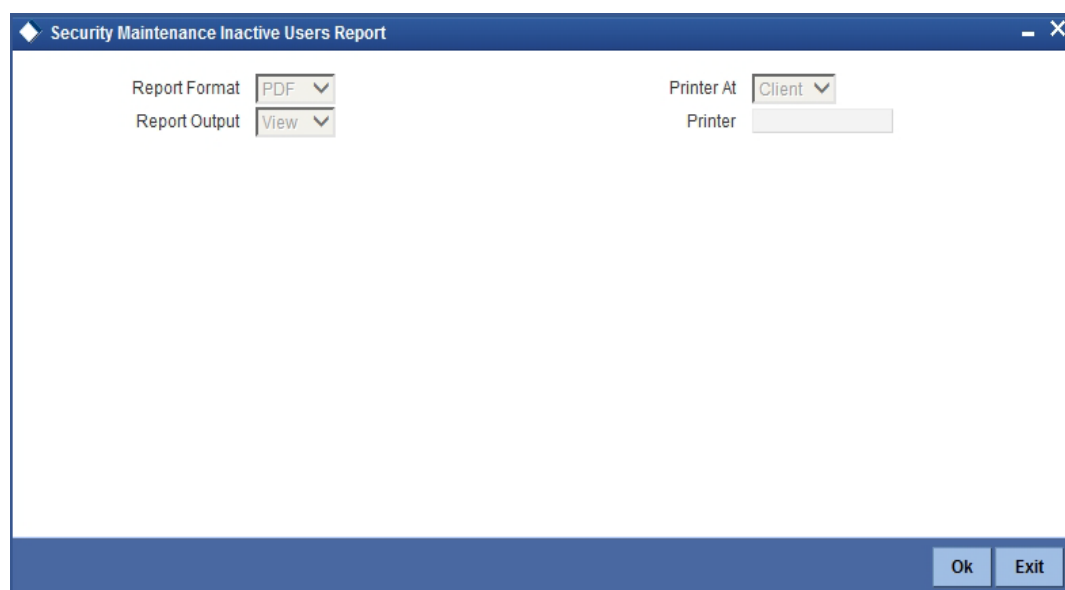 Security Maintenance Inactive Users Report
Report Format PDF Printer At Client
Report Output View Printer
Ok Exit